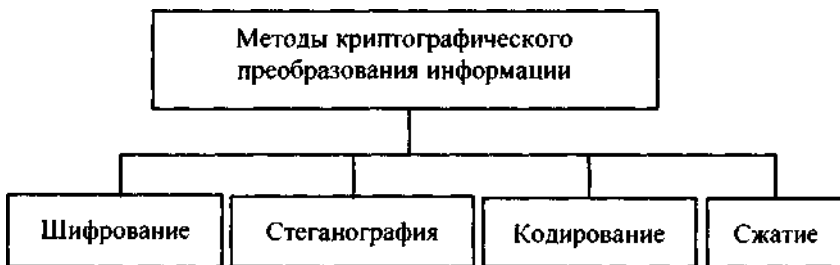 Методы криптографического
преобразования информации
Шифрование
Стеганография
Кодирование
Сжатие